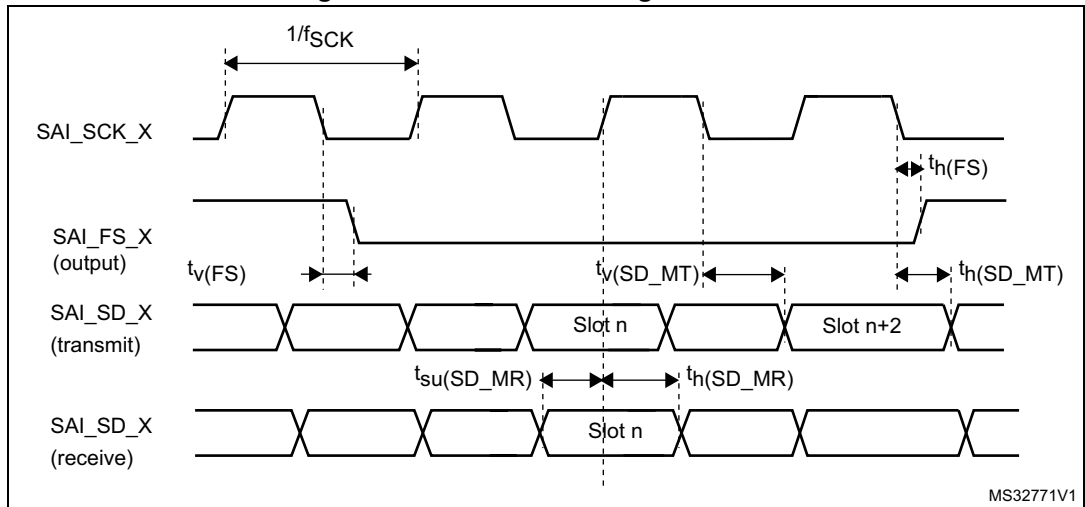 1/fSCK
SAI_SCK_X
th(FS)
SAI_FS_X
(output)
tv(FS)
tv(SD_MT)
th(SD_MT)
SAI_SD_X
(transmit)
Slot n
Slot n+2
tsu(SD_MR)
th(SD_MR)
SAI_SD_X
(receive)
Slot n
MS32771V1